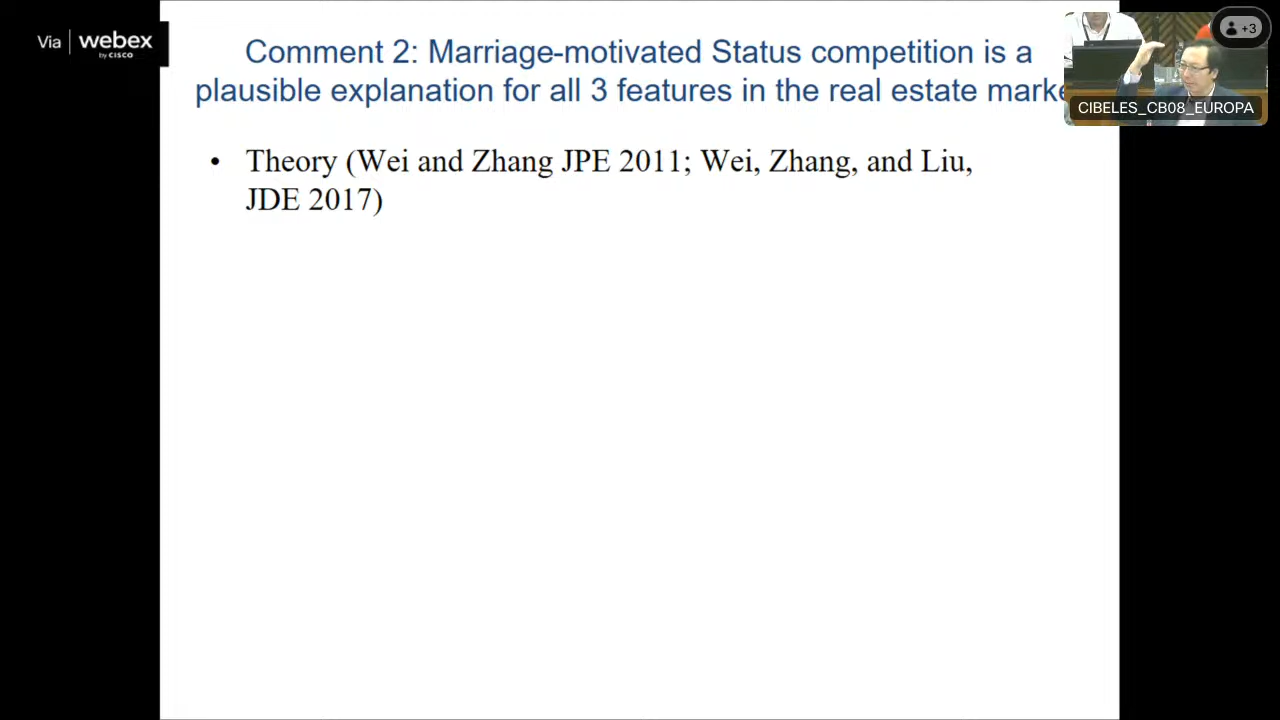 Via webex
by CISCO
+3
CIBELES_CB08_EUROPA
Comment 2: Marriage-motivated Status competition is a
plausible explanation for all 3 features in the real estate marke
• Theory (Wei and Zhang JPE 2011; Wei, Zhang, and Liu,
JDE 2017)